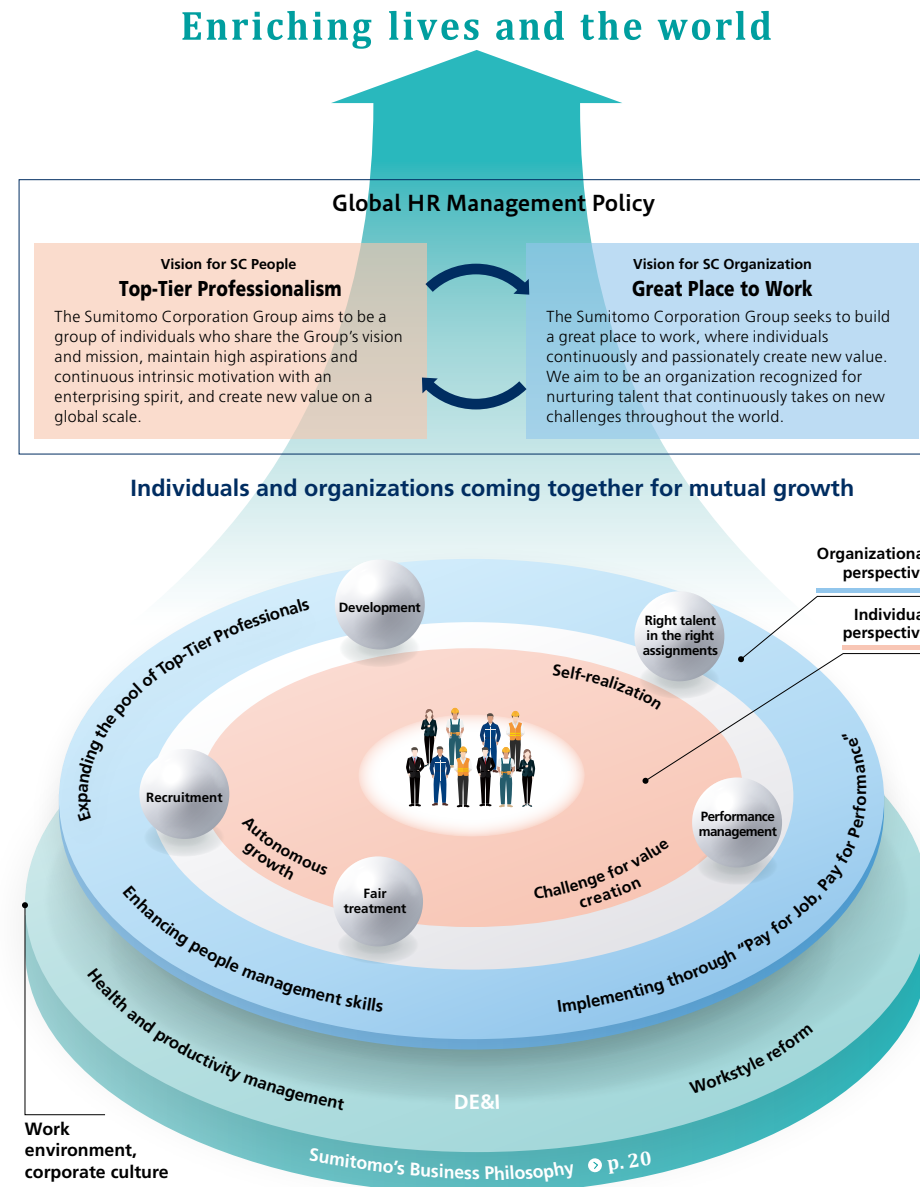 Enriching lives and the world
Global HR Management Policy
Vision for SC People
Top-Tier Professionalism
The Sumitomo Corporation Group aims to be a
group of individuals who share the Group’s vision
and mission, maintain high aspirations and
continuous intrinsic motivation with an
enterprising spirit, and create new value on a
global scale.
Vision for SC Organization
Great Place to Work
The Sumitomo Corporation Group seeks to build
a great place to work, where individuals
continuously and passionately create new value.
We aim to be an organization recognized for
nurturing talent that continuously takes on new
challenges throughout the world.
Individuals and organizations coming together for mutual growth
Organizationa
perspectiv
Individua
perspectiv
Expanding the pool of Top-Tier Professionals
Development
Right talent
in the right
assignments
Self-realization
Recruitment
Performance
management
Autonomous
growth
Fair
treatment
Challenge for value
creation
Enhancing people management skills
Implementing thorough “Pay for Job, Pay for Performance”
Health and productivity management
DE&I
Workstyle reform
Work
environment,
corporate culture
Sumitomo’s Business Philosophy p. 20